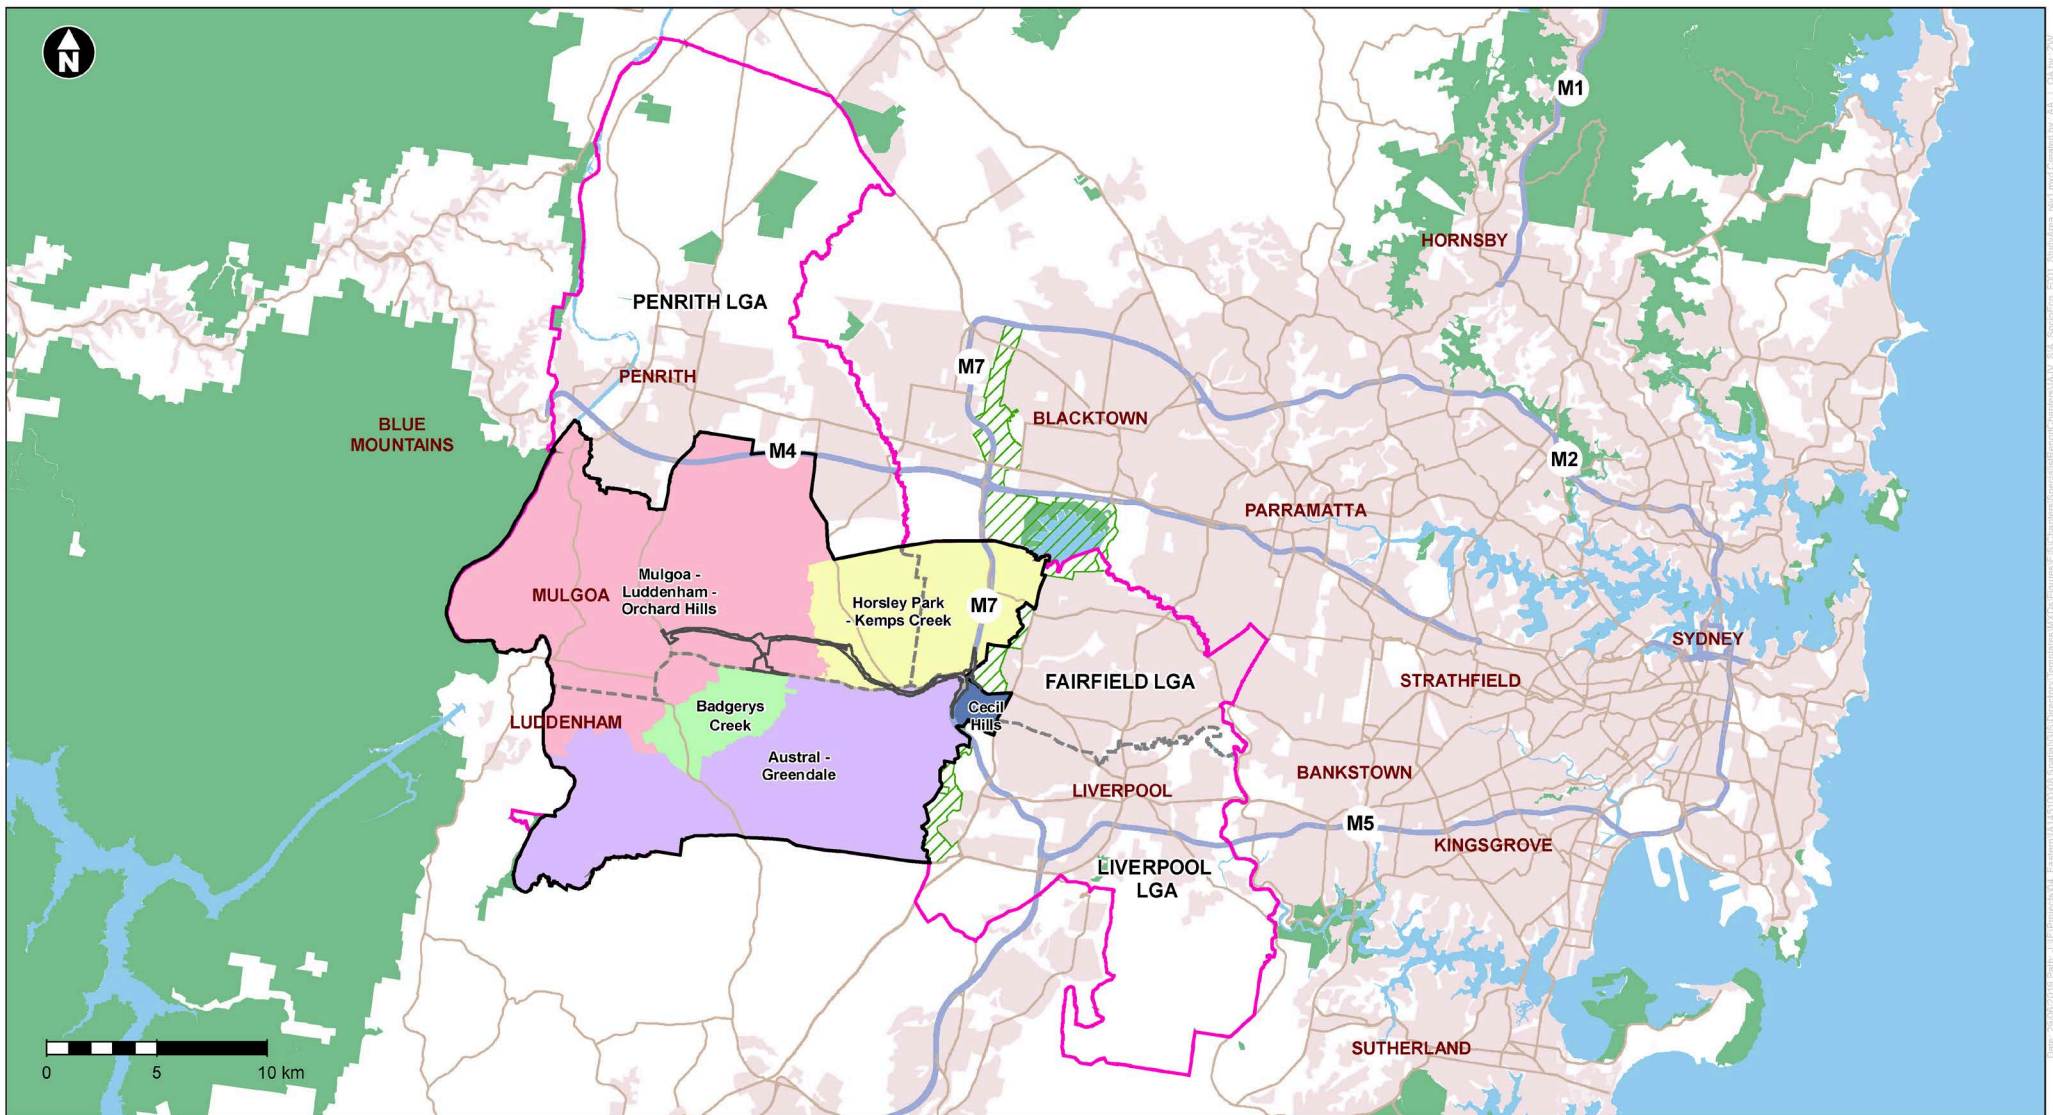 N
M1
HORNSBY
PENRITH LGA
M7
PENRITH
BLACKTOWN
BLUE
MOUNTAINS
M4
M2
PARRAMATTA
Mulgoa -
Luddenham -
Orchard Hills
MULGOA
Horsley Park
- Kemps Creek
M7
SYDNEY
FAIRFIELD LGA
STRATHFIELD
Badgerys
Creek
Cecil
Hills
LUDDENHAM
Austral -
Greendale
BANKSTOWN
LIVERPOOL
M5
KINGSGROVE
LIVERPOOL
LGA
SUTHERLAND
0 5 10 km